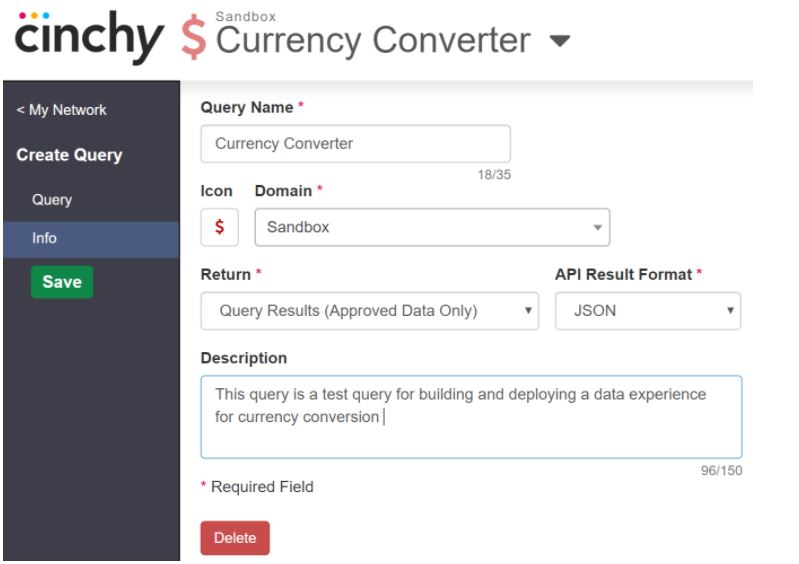 cinchy
$
Sandbox
Currency Converter
< My Network
Create Query
Query
Info
Save
Query Name *
Currency Converter
18/35
Icon Domain *
$ Sandbox
Return * API Result Format *
Query Results (Approved Data Only) JSON
Description
This query is a test query for building and deploying a data experience
for currency conversion
96/150
* Required Field
Delete